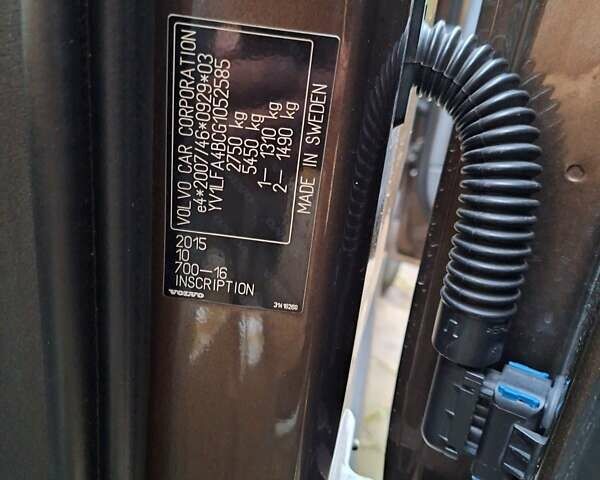 VOLVO CAR CORPORATION
e4*2007/46*0929*03
YV1LFA4BCG1052585
2750 kg
5450 kg
1— 1310 kg
2— 1490 kg
MADE IN SWEDEN
2015
10
700—16
INSCRIPTION
VOLVO
31418260